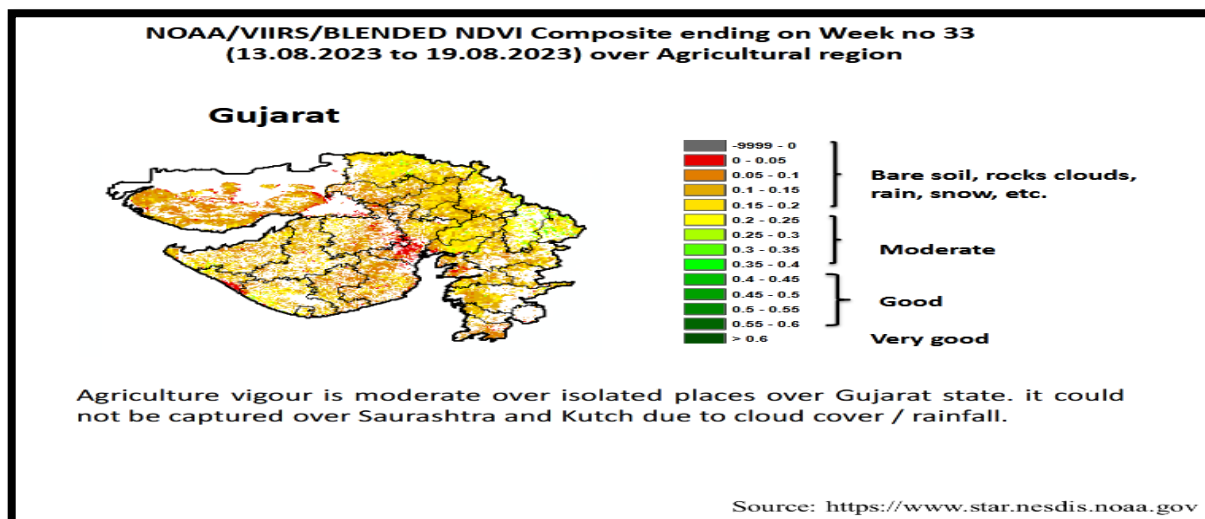 NOAA/VIIRS/BLENDED NDVI Composite ending on Week no 33
(13.08.2023 to 19.08.2023) over Agricultural region
Gujarat
-9999 - 0
0 - 0.05
0.05 - 0.1
0.1 - 0.15
0.15 - 0.2
0.2 - 0.25
0.25 - 0.3
0.3 - 0.35
0.35 - 0.4
0.4 - 0.45
0.45 - 0.5
0.5 - 0.55
0.55 - 0.6
> 0.6
Bare soil, rocks clouds,
rain, snow, etc.
Moderate
Good
Very good
Agriculture vigour is moderate over isolated places over Gujarat state. it could
not be captured over Saurashtra and Kutch due to cloud cover / rainfall.
Source: https://www.star.nesdis.noaa.gov